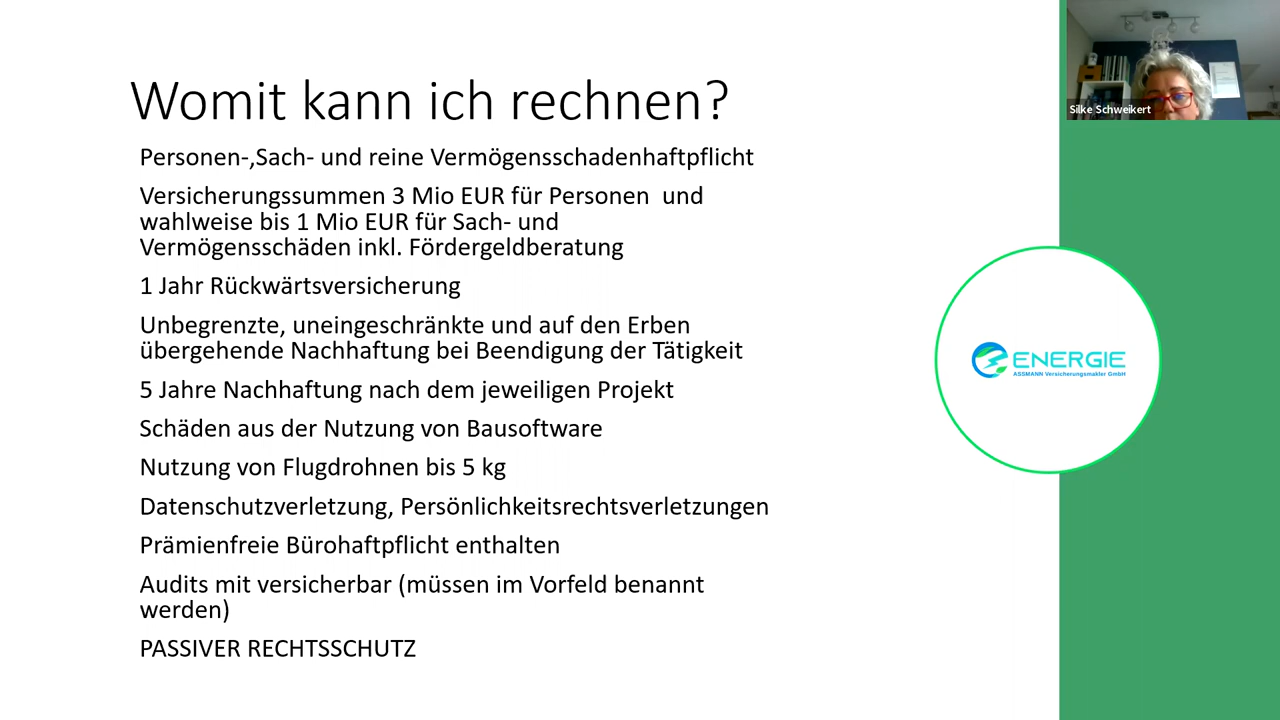 Womit kann ich rechnen?
Silke Schweikert
Personen-,Sach- und reine Vermögensschadenhaftpflicht
Versicherungssummen 3 Mio EUR für Personen  und
wahlweise bis 1 Mio EUR für Sach- und
Vermögensschäden inkl. Fördergeldberatung
1 Jahr Rückwärtsversicherung
Unbegrenzte, uneingeschränkte und auf den Erben
übergehende Nachhaftung bei Beendigung der Tätigkeit
5 Jahre Nachhaftung nach dem jeweiligen Projekt
Schäden aus der Nutzung von Bausoftware
Nutzung von Flugdrohnen bis 5 kg
Datenschutzverletzung, Persönlichkeitsrechtsverletzungen
Prämienfreie Bürohaftpflicht enthalten
Audits mit versicherbar (müssen im Vorfeld benannt
werden)
PASSIVER RECHTSSCHUTZ
ENERGIE
ASSMANN Versicherungsmakler GmbH